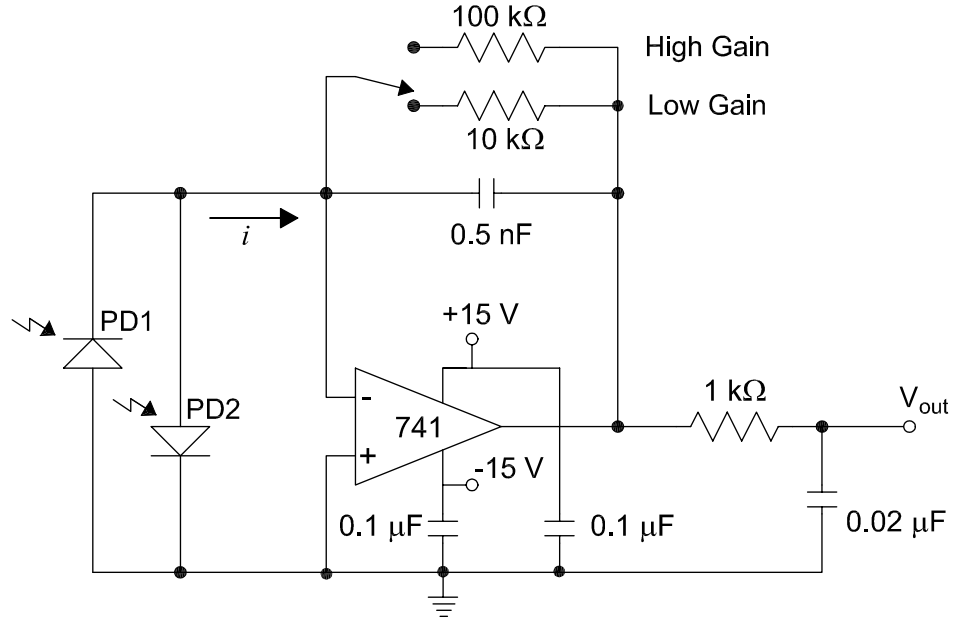 100 kΩ
High Gain
Low Gain
10 kΩ
i
0.5 nF
+15 V
PD1
PD2
-
741
+
1 kΩ
Vout
-15 V
0.1 μF
0.1 μF
0.02 μF